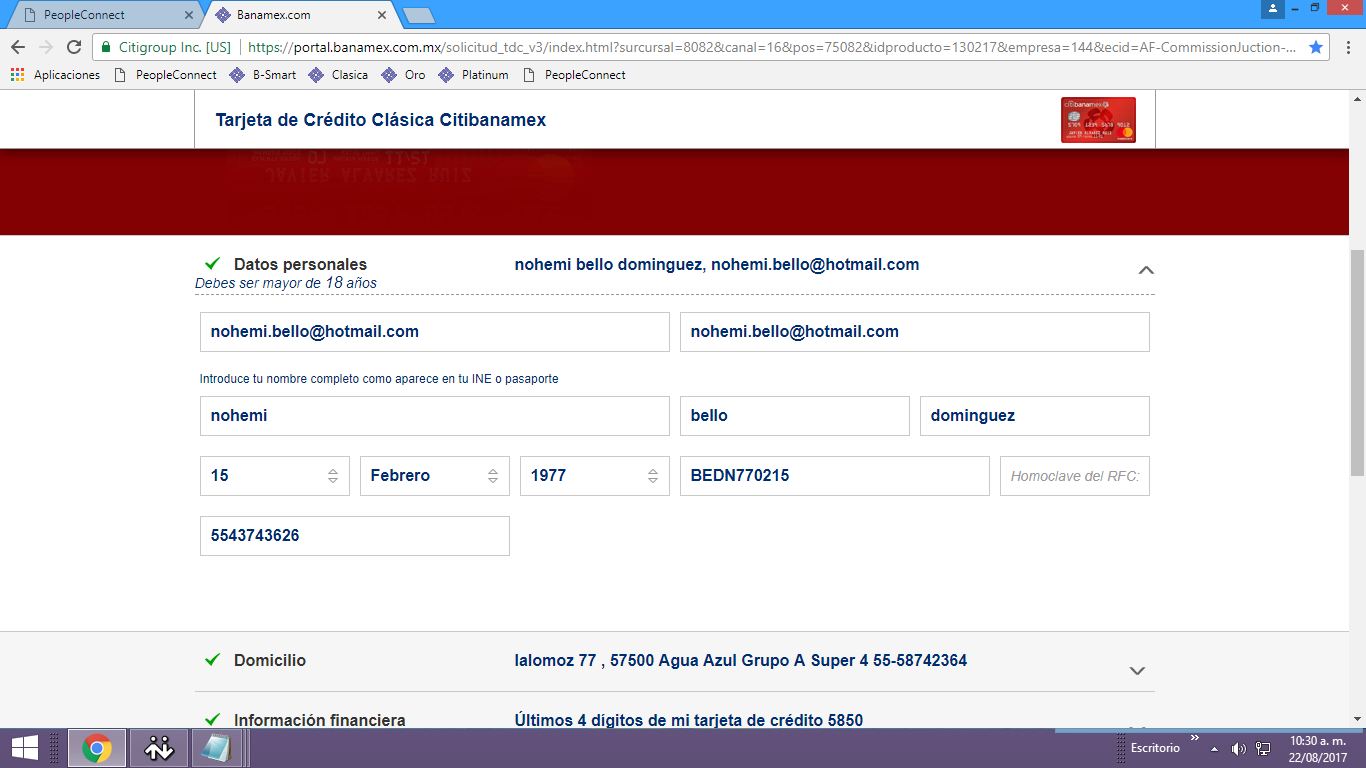 PeopleConnect
Banamex.com
Citigroup Inc. [US]
https://portal.banamex.com.mx/solicitud_tdc_v3/index.html?surcursal=8082&canal=16&pos=75082&idproducto=130217&empresa=144&ecid=AF-CommissionJuction-...
Aplicaciones PeopleConnect B-Smart Clasica Oro Platinum PeopleConnect
Tarjeta de Crédito Clásica Citibanamex
citibanamex
JAVIER ALVAREZ RUIZ
Datos personales
nohemi bello dominguez, nohemi.bello@hotmail.com
Debes ser mayor de 18 años
nohemi.bello@hotmail.com nohemi.bello@hotmail.com
Introduce tu nombre completo como aparece en tu INE o pasaporte
nohemi bello dominguez
15 Febrero 1977 BEDN770215 Homoclave del RFC:
5543743626
Domicilio
Ialomoz 77 , 57500 Agua Azul Grupo A Super 4 55-58742364
Información financiera
Últimos 4 dígitos de mi tarjeta de crédito 5850
Escritorio
10:30 a. m.
22/08/2017